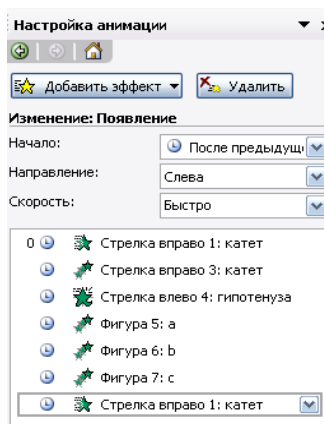 Настройка анимации
Добавить эффект
Удалить
Изменение: Появление
Начало:
После предыдущ
Направление:
Слева
Скорость:
Быстро
0 Стрелка вправо 1: катет
Стрелка вправо 3: катет
Стрелка влево 4: гипотенуза
Фигура 5: a
Фигура 6: b
Фигура 7: c
Стрелка вправо 1: катет